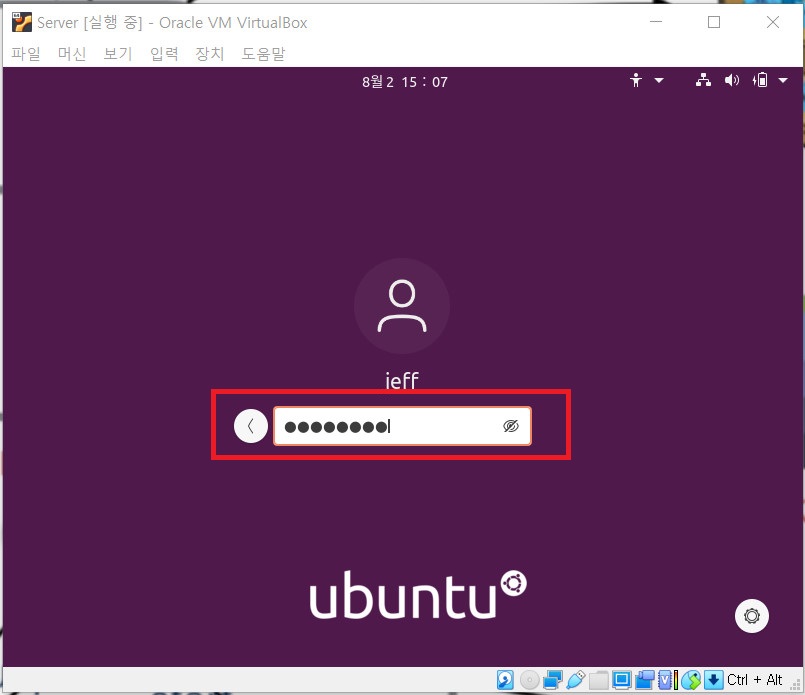 Server [실행 중] - Oracle VM VirtualBox
파일 머신 보기 입력 장치 도움말
8월 2 15 : 07
jeff
ubuntu
Ctrl + Alt